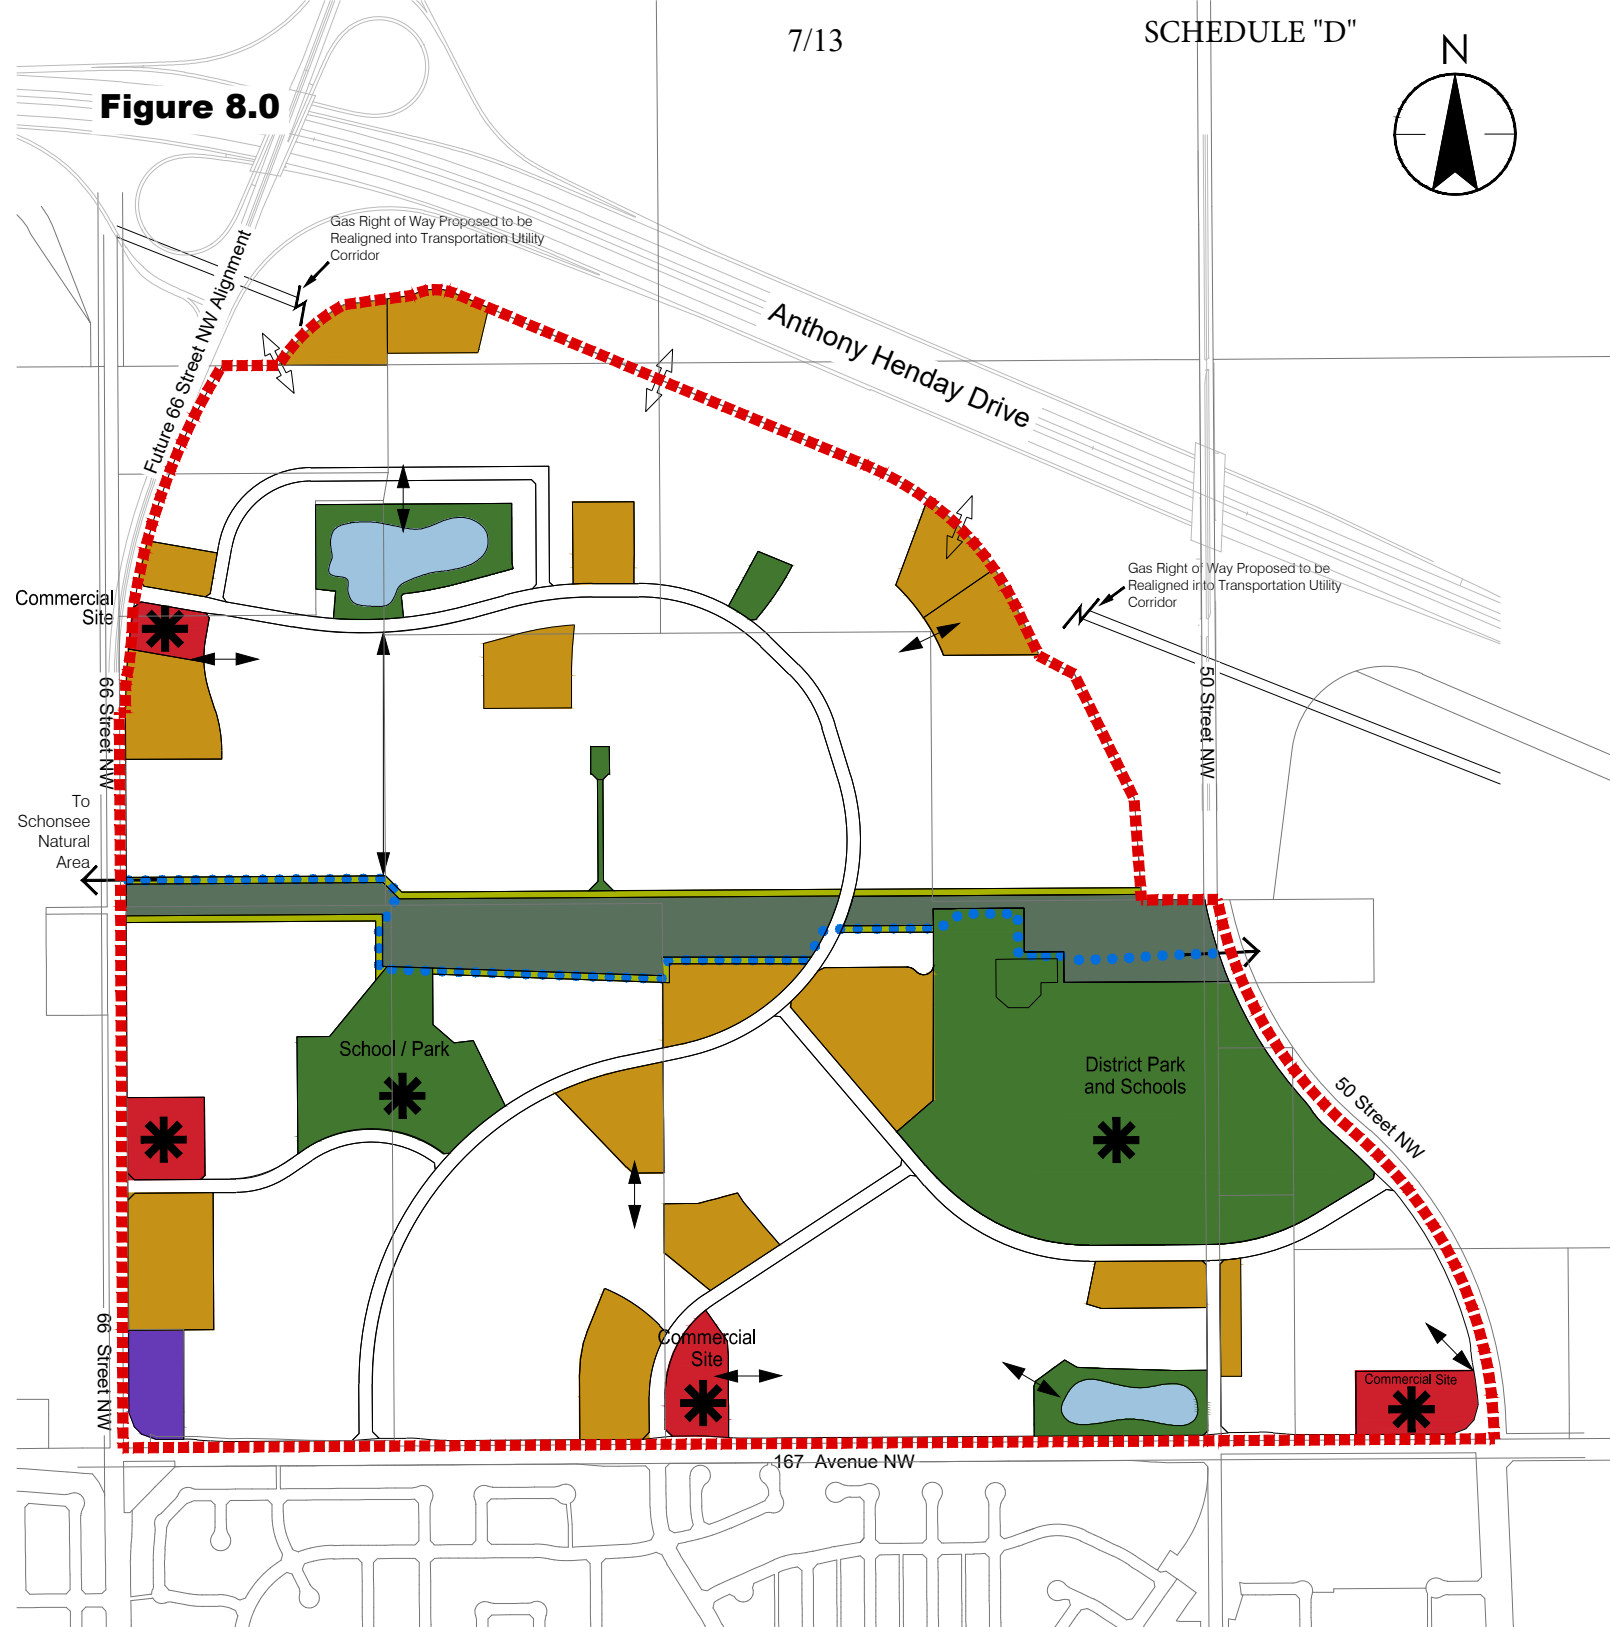 7/13
SCHEDULE "D"
N
Figure 8.0
Gas Right of Way Proposed to be
Realigned into Transportation Utility
Corridor
Future 66 Street NW Alignment
Anthony Henday Drive
Gas Right of Way Proposed to be
Realigned into Transportation Utility
Corridor
Commercial
Site
66 Street NW
50 Street NW
To
Schonsee
Natural
Area
School / Park
District Park
and Schools
50 Street NW
66 Street NW
Commercial
Site
Commercial Site
167 Avenue NW